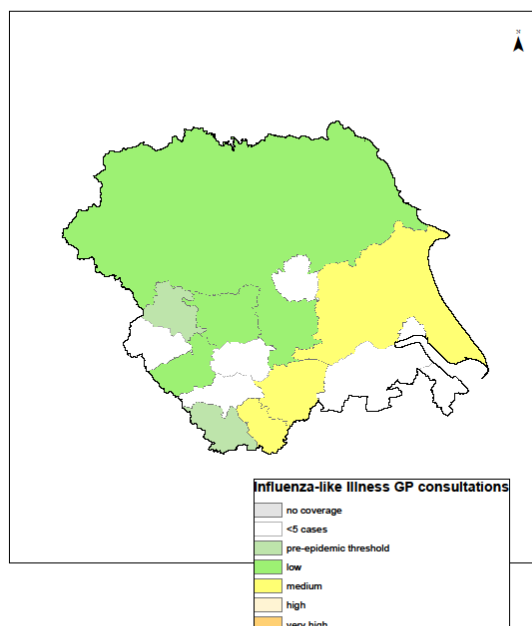 N
Influenza-like Illness GP consultations
no coverage
<5 cases
pre-epidemic threshold
low
medium
high
very high